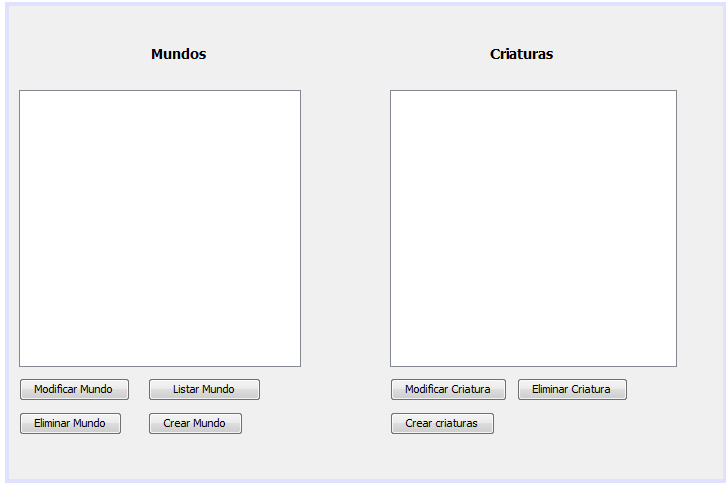 Mundos
Criaturas
Modificar Mundo
Listar Mundo
Modificar Criatura
Eliminar Criatura
Eliminar Mundo
Crear Mundo
Crear criaturas